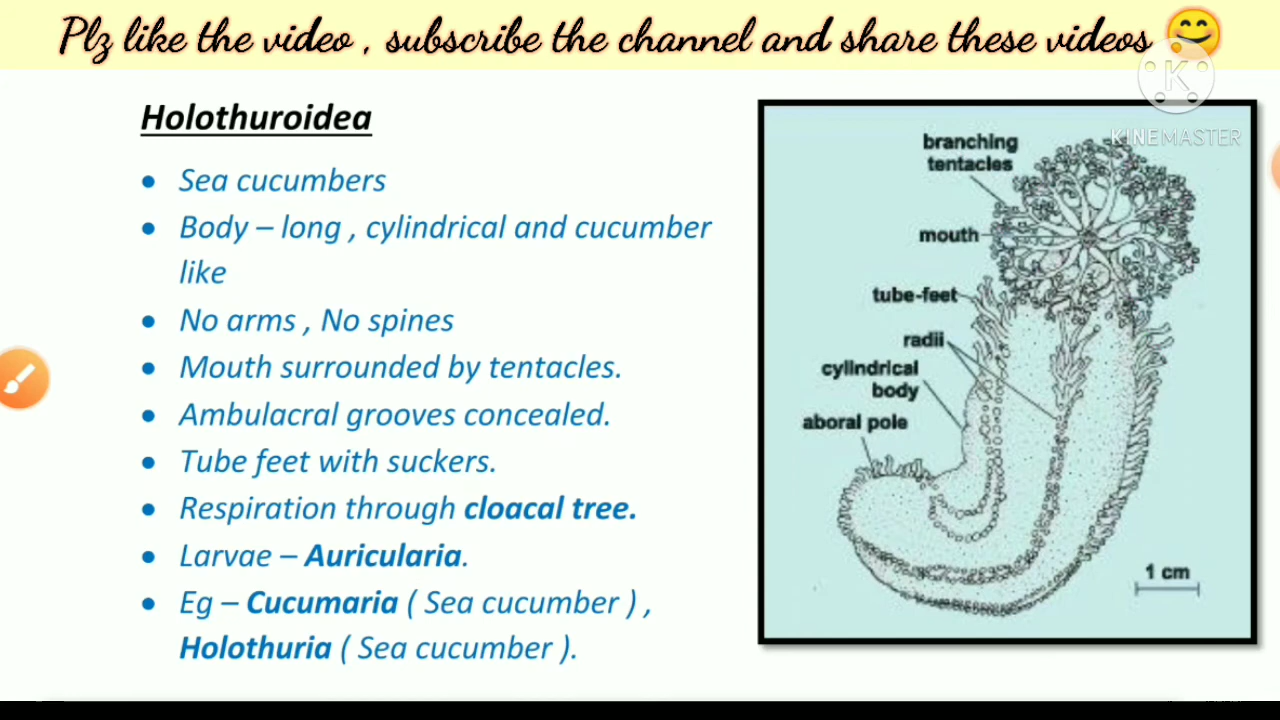 Plz like the video , subscribe the channel and share these videos 😊
K
KINEMASTER
Holothuroidea
• Sea cucumbers
• Body – long , cylindrical and cucumber
like
• No arms , No spines
• Mouth surrounded by tentacles.
• Ambulacral grooves concealed.
• Tube feet with suckers.
• Respiration through cloacal tree.
• Larvae – Auricularia.
• Eg – Cucumaria ( Sea cucumber ) ,
Holothuria ( Sea cucumber ).
branching
tentacles
mouth
tube-feet
radii
cylindrical
body
aboral pole
1 cm